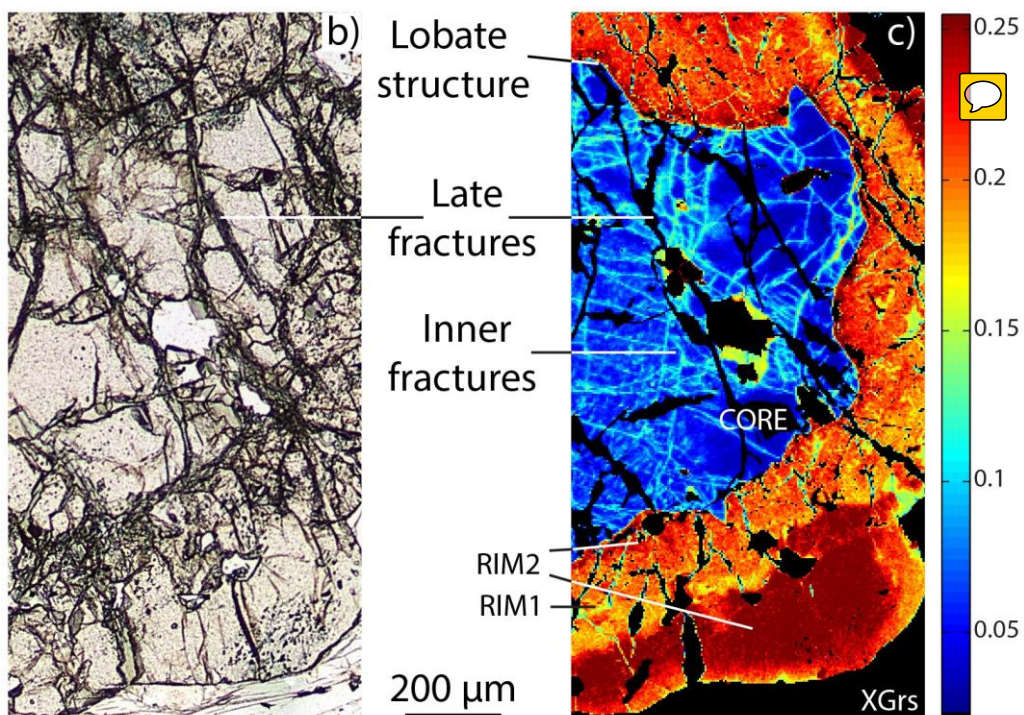 b)
Lobate
structure
c)
Late
fractures
Inner
fractures
CORE
RIM2
RIM1
200 µm
XGrs
0.25
0.2
0.15
0.1
0.05